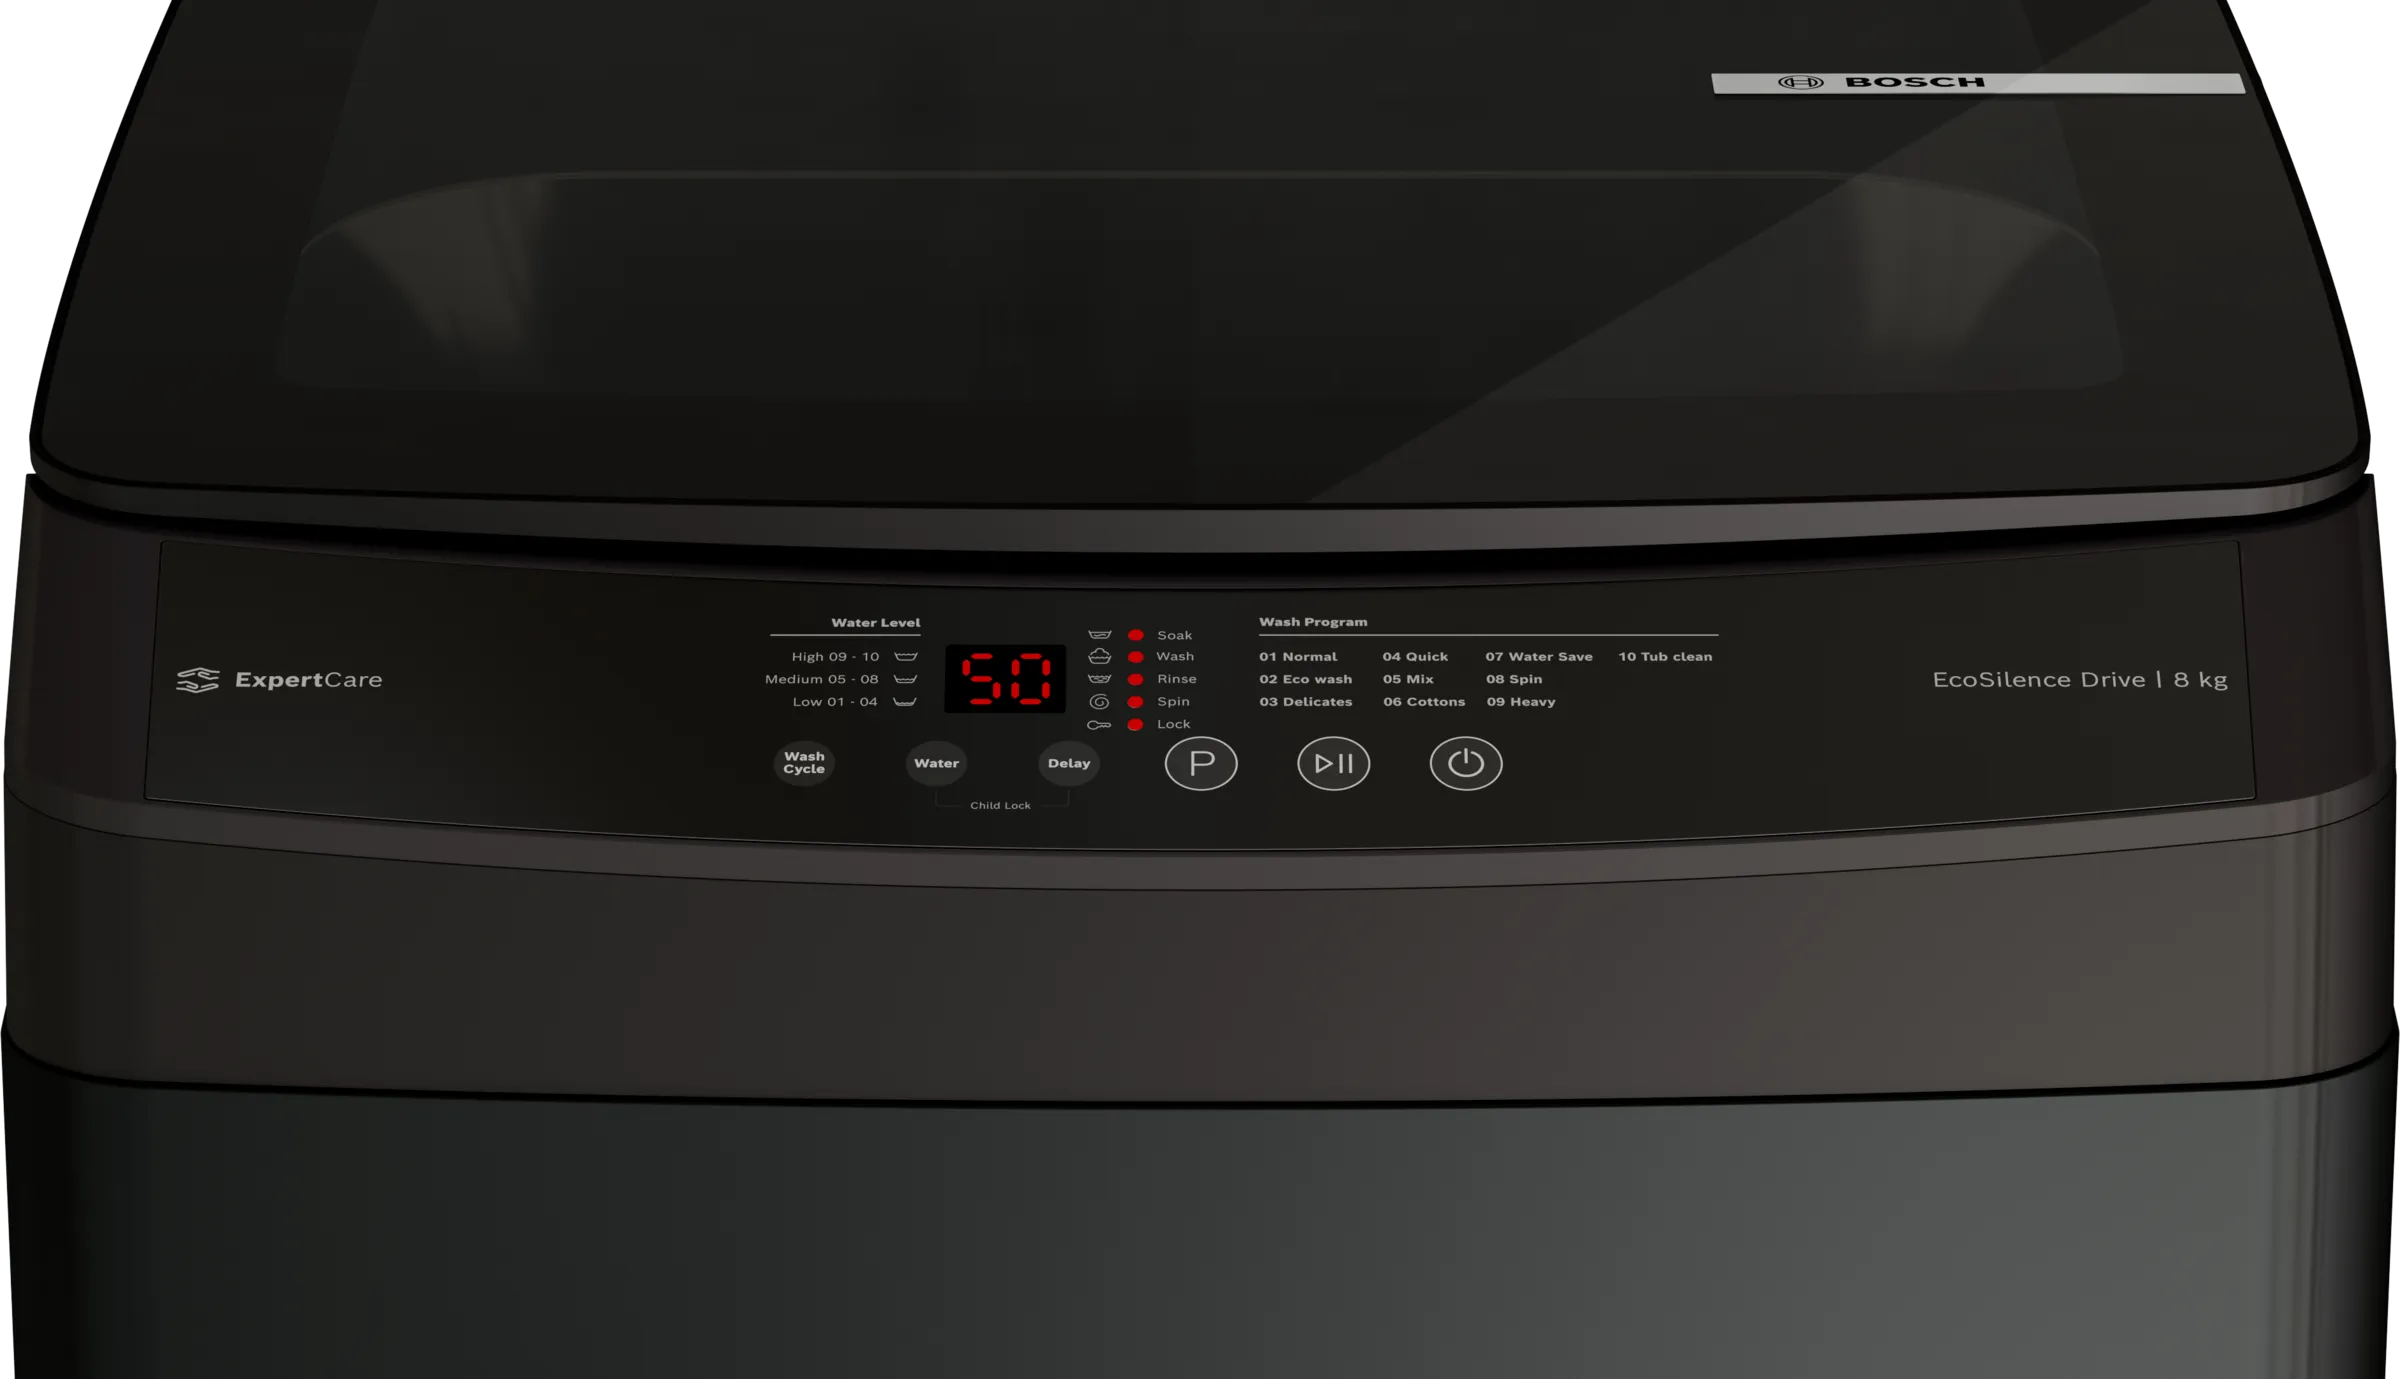 BOSCH
ExpertCare
Water Level
High 09 - 10
Medium 05 - 08
Low 01 - 04
50
Soak
Wash
Rinse
Spin
Lock
Wash Program
01 Normal 04 Quick 07 Water Save 10 Tub clean
02 Eco wash 05 Mix 08 Spin
03 Delicates 06 Cottons 09 Heavy
EcoSilence Drive | 8 kg
Wash
Cycle
Water
Delay
P
Child Lock